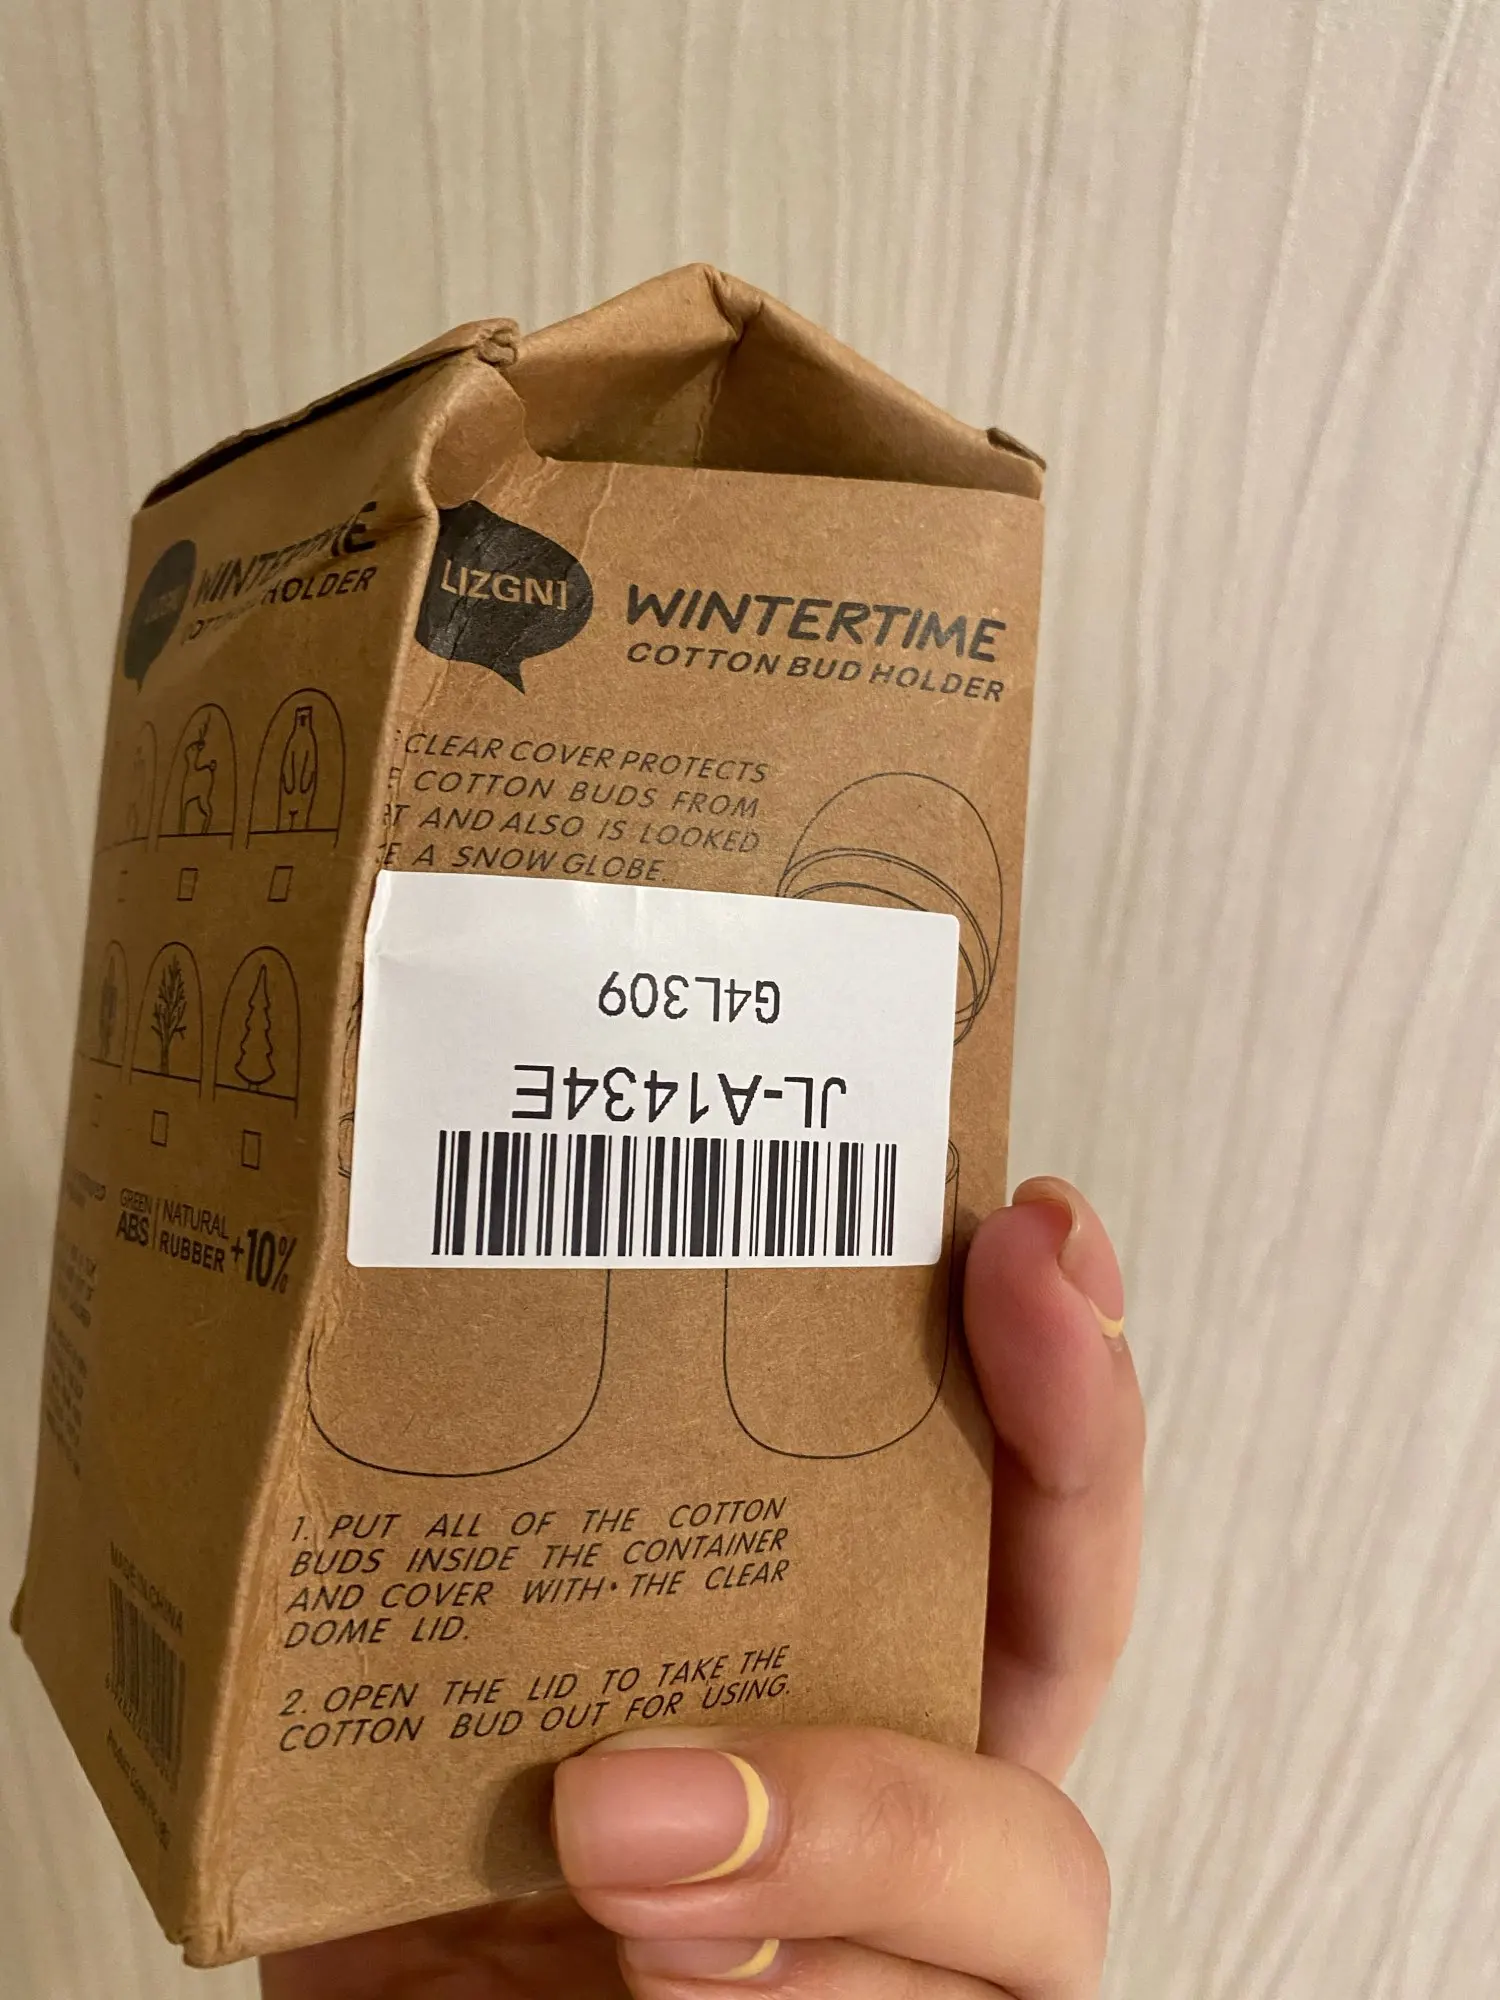 WINTERTIME
HOLDER
GREEN
ABS
NATURAL
RUBBER
+10%
MADE IN CHINA
LIZGN]
WINTERTIME
COTTON BUD HOLDER
CLEAR COVER PROTECTS
COTTON BUDS FROM
AND ALSO IS LOOKED
A SNOW GLOBE.
G4L309
JL-A1434E
1. PUT ALL OF THE COTTON
BUDS INSIDE THE CONTAINER
AND COVER WITH THE CLEAR
DOME LID.
2. OPEN THE LID TO TAKE THE
COTTON BUD OUT FOR USING.